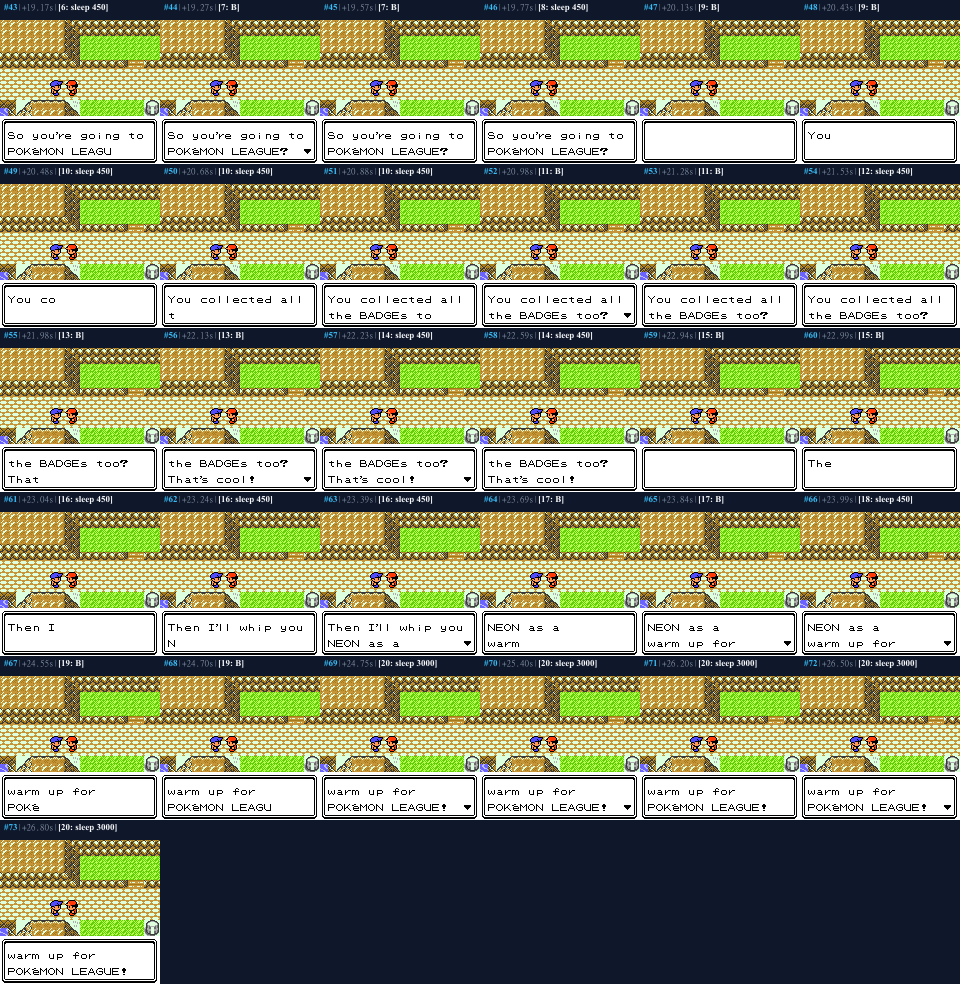 #43|+19.17s|[6: sleep 450]
So you're going to
POKéMON LEAGU
#44|+19.27s|[7: B]
So you're going to
POKéMON LEAGUE?
#45|+19.57s|[7: B]
So you're going to
POKéMON LEAGUE?
#46|+19.77s|[8: sleep 450]
So you're going to
POKéMON LEAGUE?
#47|+20.13s|[9: B]
#48|+20.43s|[9: B]
You
#49|+20.48s|[10: sleep 450]
You co
#50|+20.68s|[10: sleep 450]
You collected all
t
#51|+20.88s|[10: sleep 450]
You collected all
the BADGEs to
#52|+20.98s|[11: B]
You collected all
the BADGEs too?
#53|+21.28s|[11: B]
You collected all
the BADGEs too?
#54|+21.53s|[12: sleep 450]
You collected all
the BADGEs too?
#55|+21.98s|[13: B]
the BADGEs too?
That
#56|+22.13s|[13: B]
the BADGEs too?
That's cool!
#57|+22.23s|[14: sleep 450]
the BADGEs too?
That's cool!
#58|+22.59s|[14: sleep 450]
the BADGEs too?
That's cool!
#59|+22.94s|[15: B]
#60|+22.99s|[15: B]
The
#61|+23.04s|[16: sleep 450]
Then I
#62|+23.24s|[16: sleep 450]
Then I'll whip you
N
#63|+23.39s|[16: sleep 450]
Then I'll whip you
NEON as a
#64|+23.69s|[17: B]
NEON as a
warm
#65|+23.84s|[17: B]
NEON as a
warm up for
#66|+23.99s|[18: sleep 450]
NEON as a
warm up for
#67|+24.55s|[19: B]
warm up for
POKé
#68|+24.70s|[19: B]
warm up for
POKéMON LEAGU
#69|+24.75s|[20: sleep 3000]
warm up for
POKéMON LEAGUE!
#70|+25.40s|[20: sleep 3000]
warm up for
POKéMON LEAGUE!
#71|+26.20s|[20: sleep 3000]
warm up for
POKéMON LEAGUE!
#72|+26.50s|[20: sleep 3000]
warm up for
POKéMON LEAGUE!
#73|+26.80s|[20: sleep 3000]
warm up for
POKéMON LEAGUE!